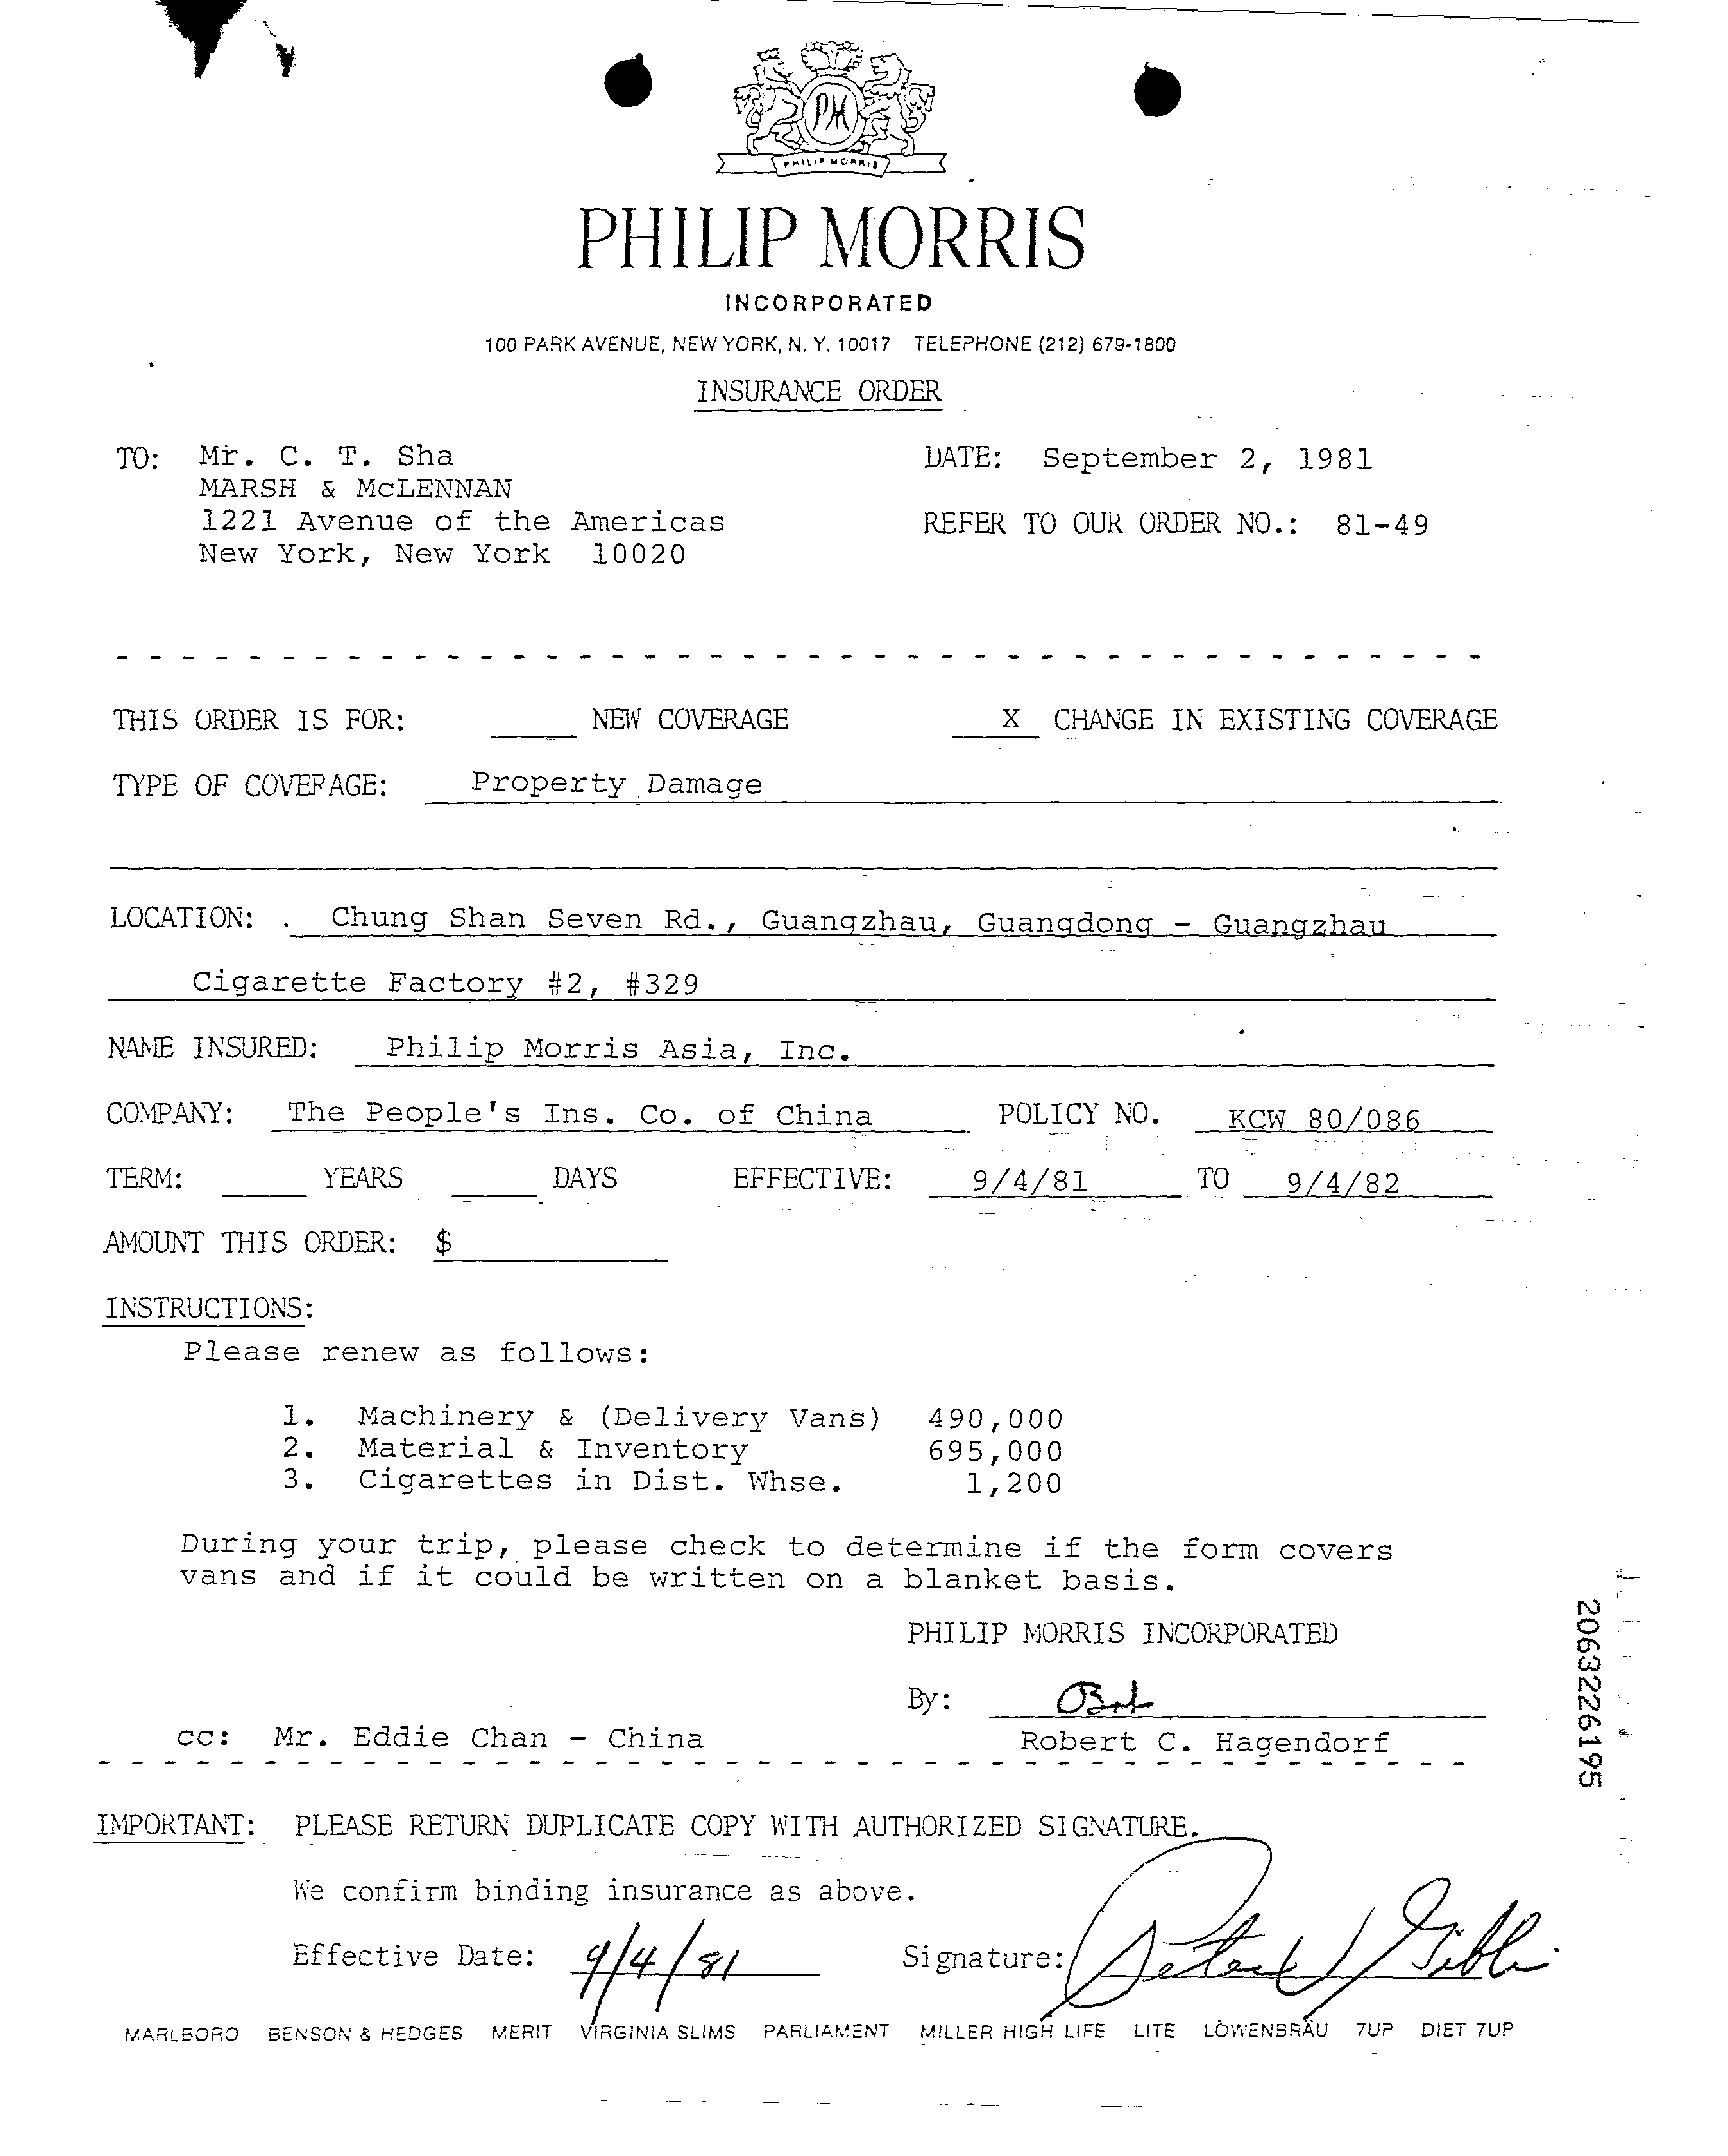 PM
PHILIP MORRIS
PHILIP MORRIS
INCORPORATED
100 PARK AVENUE, NEW YORK, N. Y. 10017 TELEPHONE (212) 679-1800
INSURANCE ORDER
TO: Mr. C. T. Sha
DATE: September 2, 1981
MARSH & McLENNAN
1221 Avenue of the Americas
REFER TO OUR ORDER NO.: 81-49
New York, New York 10020
THIS ORDER IS FOR: NEW COVERAGE X CHANGE IN EXISTING COVERAGE
TYPE OF COVERAGE: Property Damage
LOCATION: Chung Shan Seven Rd., Guangzhau, Guangdong - Guangzhau
Cigarette Factory #2, #329
NAME INSURED: Philip Morris Asia, Inc.
COMPANY: The People's Ins. Co. of China POLICY NO. KCW 80/086
TERM: YEARS DAYS EFFECTIVE: 9/4/81 TO 9/4/82
AMOUNT THIS ORDER: $
INSTRUCTIONS:
Please renew as follows:
1. Machinery & (Delivery Vans) 490,000
2. Material & Inventory 695,000
3. Cigarettes in Dist. Whse. 1,200
During your trip, please check to determine if the form covers
vans and if it could be written on a blanket basis.
PHILIP MORRIS INCORPORATED
By: Bob
cc: Mr. Eddie Chan - China
Robert C. Hagendorf
2063226195
IMPORTANT: PLEASE RETURN DUPLICATE COPY WITH AUTHORIZED SIGNATURE.
We confirm binding insurance as above.
Effective Date: 9/4/81 Signature:
MARLBORO BENSON & HEDGES MERIT VIRGINIA SLIMS PARLIAMENT MILLER HIGH LIFE LITE LÖWENBRÄU 7UP DIET 7UP